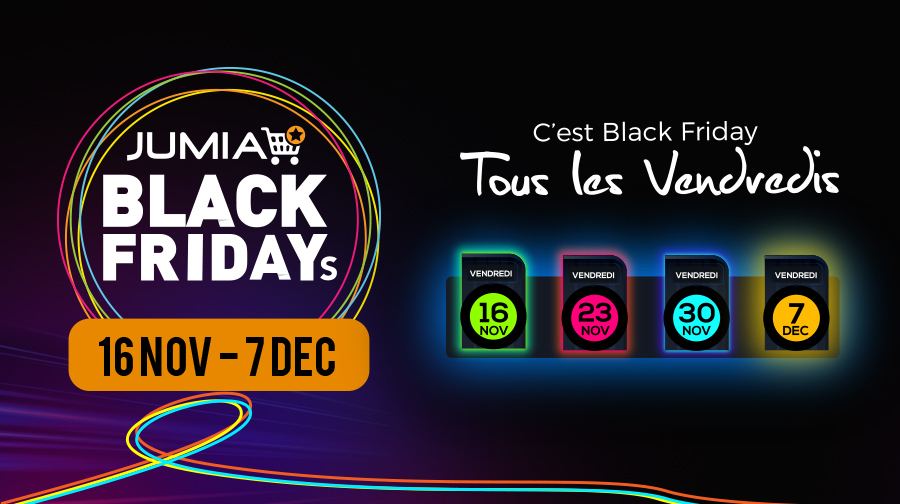 JUMIA
BLACK
FRIDAYS
16 NOV – 7 DEC
C'est Black Friday
Tous les Vendredis
VENDREDI
16
NOV
VENDREDI
23
NOV
VENDREDI
30
NOV
VENDREDI
7
DEC